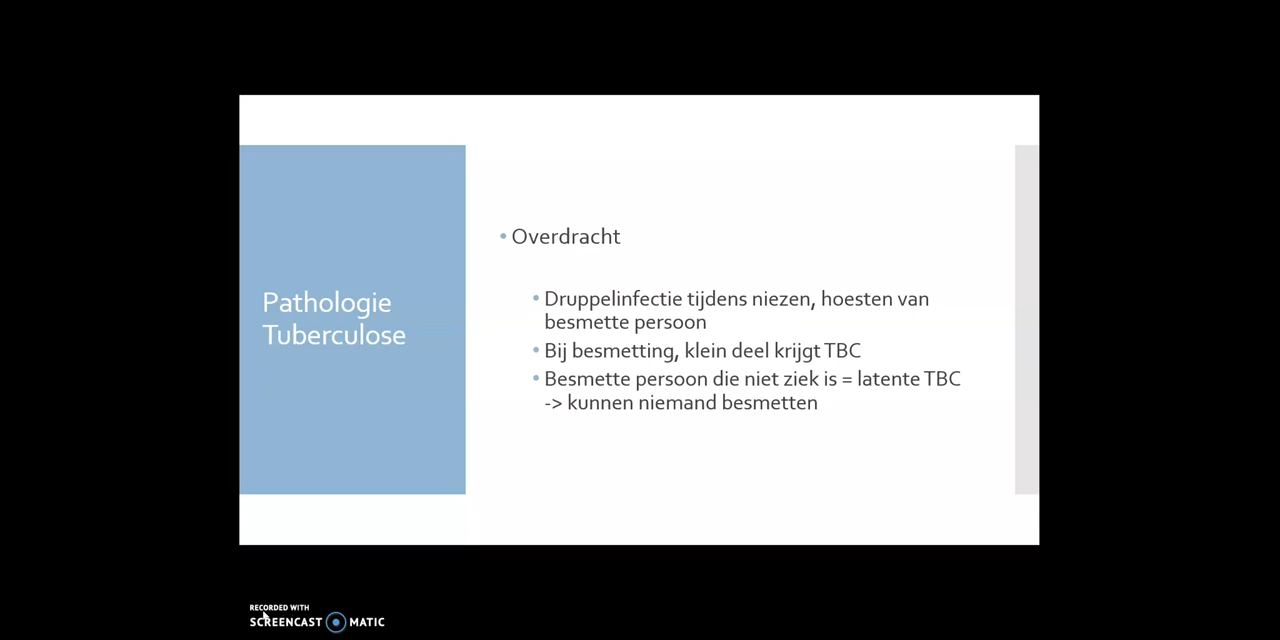 Pathologie
Tuberculose
• Overdracht
• Druppelinfectie tijdens niezen, hoesten van
besmette persoon
• Bij besmetting, klein deel krijgt TBC
• Besmette persoon die niet ziek is = latente TBC
-> kunnen niemand besmetten
RECORDED WITH
SCREENCAST MATIC